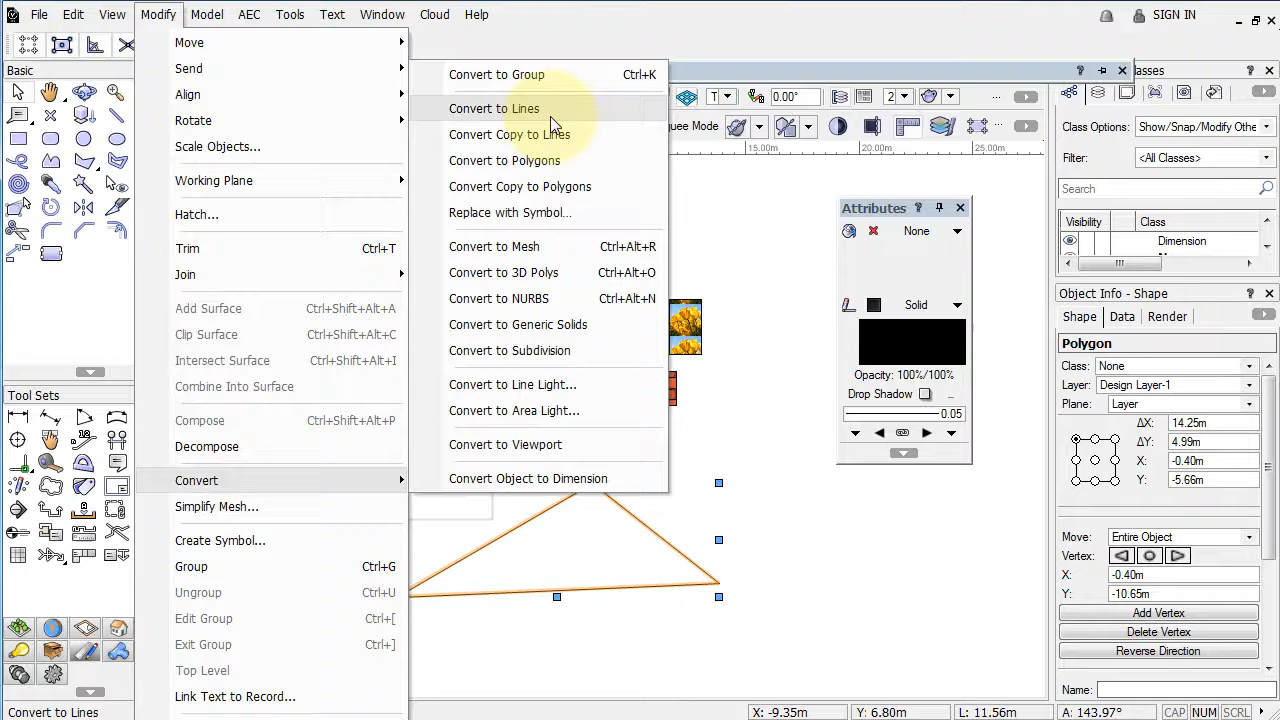 File Edit View Modify Model AEC Tools Text Window Cloud Help SIGN IN
Basic
Move
Send
Align
Rotate
Scale Objects...
Working Plane
Hatch...
Trim Ctrl+T
Join
Add Surface Ctrl+Shift+Alt+A
Clip Surface Ctrl+Shift+Alt+C
Intersect Surface Ctrl+Shift+Alt+I
Combine Into Surface
Compose Ctrl+Shift+Alt+P
Decompose
Convert
Simplify Mesh...
Create Symbol...
Group Ctrl+G
Ungroup Ctrl+U
Edit Group Ctrl+[
Exit Group Ctrl+]
Top Level
Link Text to Record...
Convert to Group Ctrl+K
Convert to Lines
Convert Copy to Lines
Convert to Polygons
Convert Copy to Polygons
Replace with Symbol...
Convert to Mesh Ctrl+Alt+R
Convert to 3D Polys Ctrl+Alt+O
Convert to NURBS Ctrl+Alt+N
Convert to Generic Solids
Convert to Subdivision
Convert to Line Light...
Convert to Area Light...
Convert to Viewport
Convert Object to Dimension
Tool Sets
T 0.00° 2
quee Mode
15.00m 20.00m 25.00m
Attributes ?
None
Solid
Opacity: 100%/100%
Drop Shadow ...
0.05
lasses
Class Options: Show/Snap/Modify Othe
Filter: <All Classes>
Search
Visibility Class
Dimension
Object Info - Shape ?
Shape Data Render
Polygon
Class: None
Layer: Design Layer-1
Plane: Layer
ΔX: 14.25m
ΔY: 4.99m
X: -0.40m
Y: -5.66m
Move: Entire Object
Vertex:
X: -0.40m
Y: -10.65m
Add Vertex
Delete Vertex
Reverse Direction
Name:
Convert to Lines
X: -9.35m Y: 6.80m L: 11.56m A: 143.97° CAP NUM SCRL